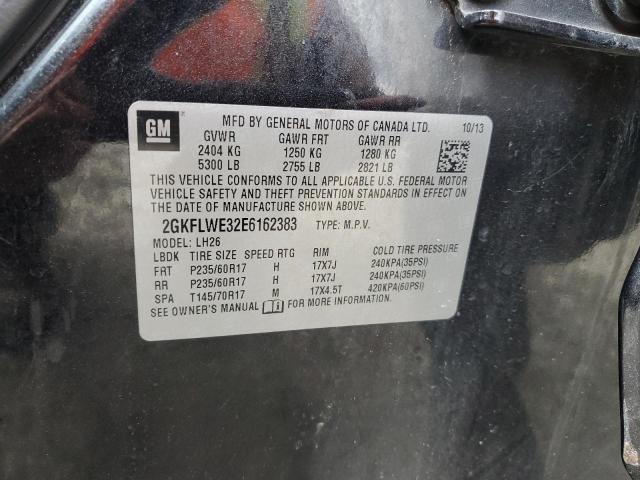 GM
MFD BY GENERAL MOTORS OF CANADA LTD. 10/13
GVWR GAWR FRT GAWR RR
2404 KG 1250 KG 1280 KG
5300 LB 2755 LB 2821 LB
THIS VEHICLE CONFORMS TO ALL APPLICABLE U.S. FEDERAL MOTOR
VEHICLE SAFETY AND THEFT PREVENTION STANDARDS IN EFFECT ON
THE DATE OF MANUFACTURE SHOWN ABOVE.
2GKFLWE32E6162383 TYPE: M.P.V.
MODEL: LH26
LBDK TIRE SIZE SPEED RTG RIM COLD TIRE PRESSURE
FRT P235/60R17 H 17X7J 240KPA(35PSI)
RR P235/60R17 H 17X7J 240KPA(35PSI)
SPA T145/70R17 M 17X4.5T 420KPA(60PSI)
SEE OWNER'S MANUAL FOR MORE INFORMATION.